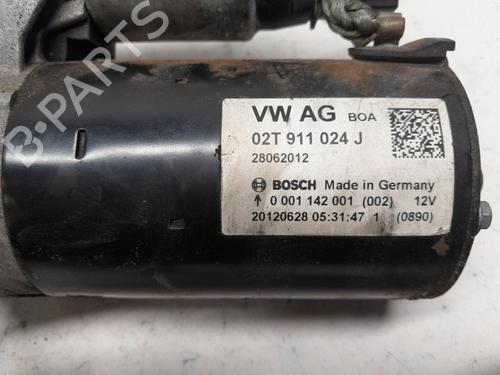 VW AG BOA
02T 911 024 J
28062012
BOSCH Made in Germany
0 001 142 001 (002) 12V
20120628 05:31:47 1 (0890)
B-PARTS